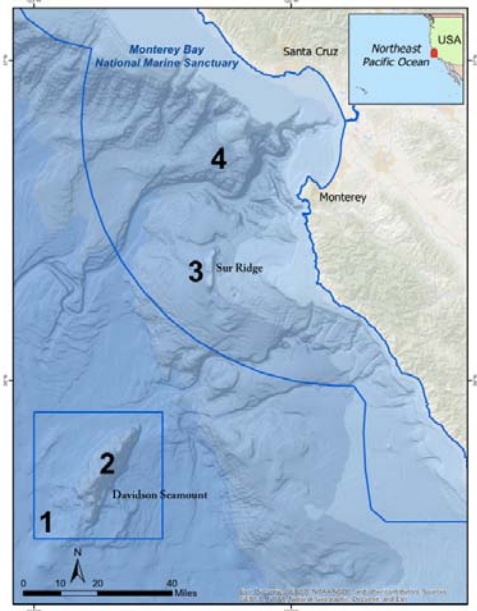 Monterey Bay
National Marine Sanctuary
Santa Cruz
Northeast
Pacific Ocean
USA
4
Monterey
3
Sur Ridge
2
Davidson Seamount
1
N
0 10 20 40
Miles